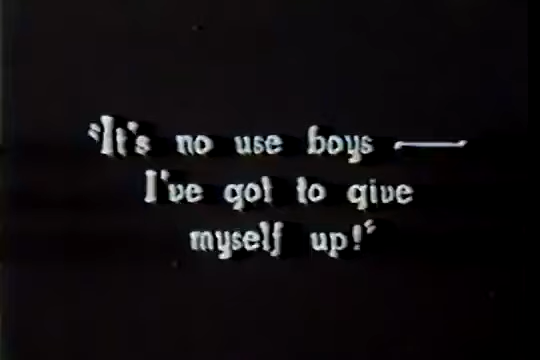 "It's no use boys —
I've got to give
myself up!"